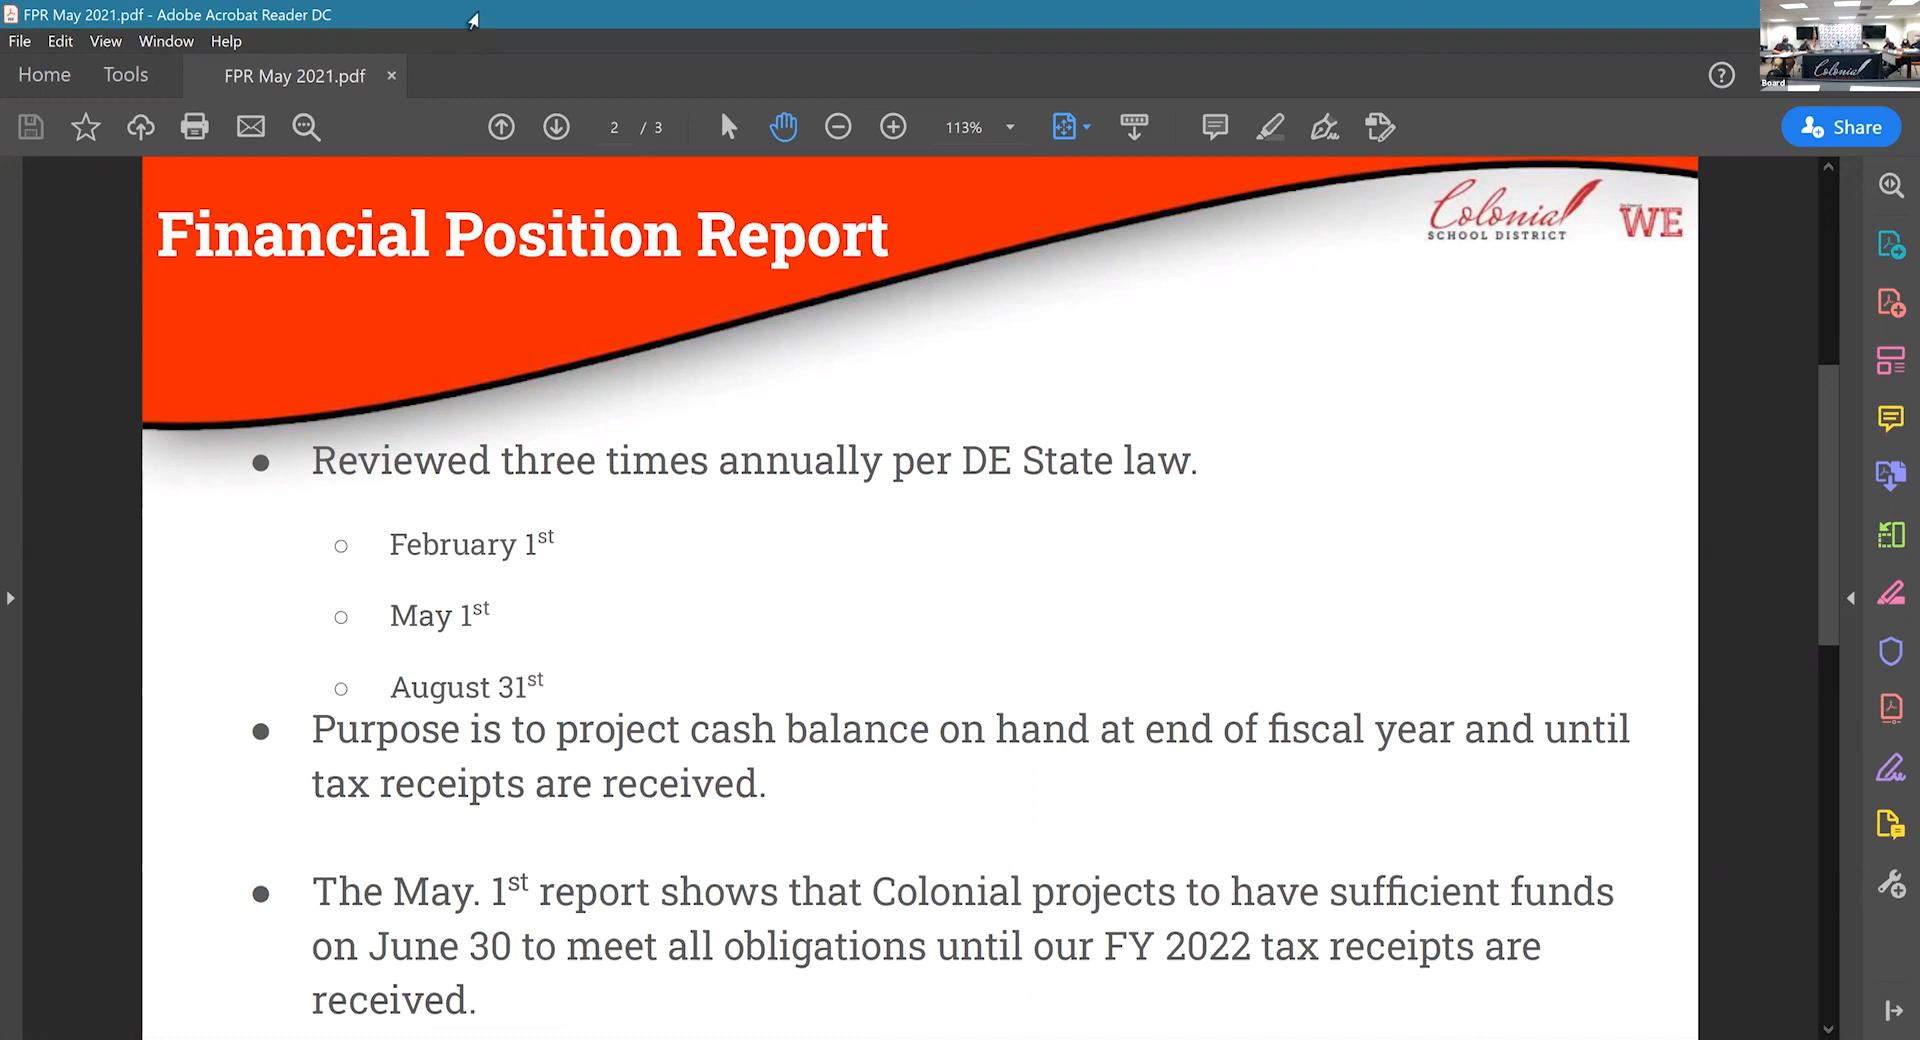 FPR May 2021.pdf - Adobe Acrobat Reader DC
File Edit View Window Help
Home Tools FPR May 2021.pdf ×
2 / 3 113% Share
Board
Colonial
Financial Position Report
Colonial
SCHOOL DISTRICT
WE
● Reviewed three times annually per DE State law.
○ February 1st
○ May 1st
○ August 31st
● Purpose is to project cash balance on hand at end of fiscal year and until
tax receipts are received.
● The May. 1st report shows that Colonial projects to have sufficient funds
on June 30 to meet all obligations until our FY 2022 tax receipts are
received.